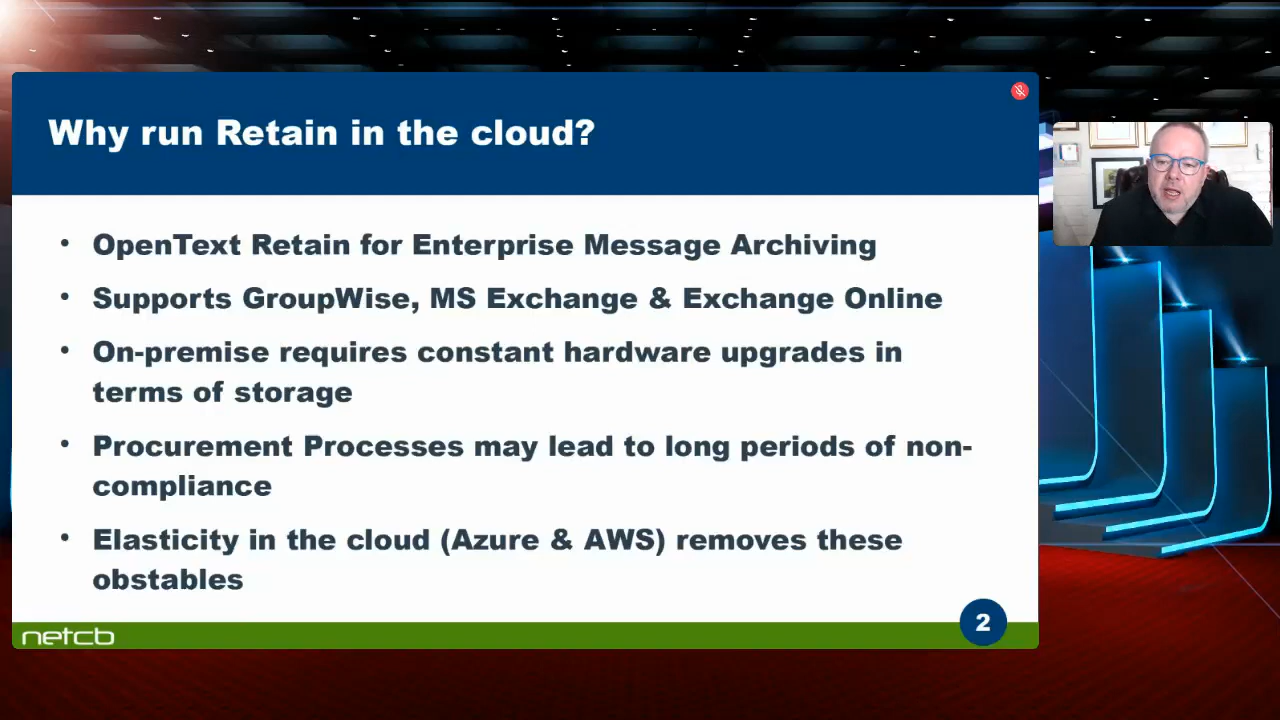 Why run Retain in the cloud?
• OpenText Retain for Enterprise Message Archiving
• Supports GroupWise, MS Exchange & Exchange Online
• On-premise requires constant hardware upgrades in
terms of storage
• Procurement Processes may lead to long periods of non-
compliance
• Elasticity in the cloud (Azure & AWS) removes these
obstables
netcb
2